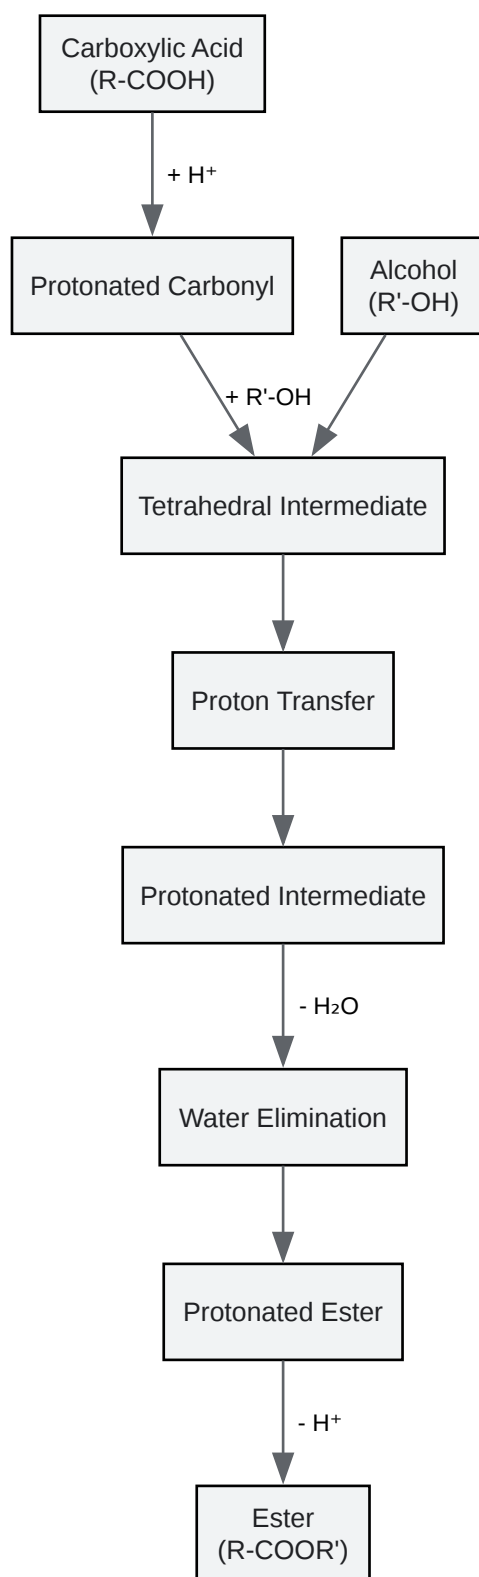 Carboxylic Acid
(R-COOH)
+ H⁺
Protonated Carbonyl
Alcohol
(R'-OH)
+ R'-OH
Tetrahedral Intermediate
Proton Transfer
Protonated Intermediate
- H₂O
Water Elimination
Protonated Ester
- H⁺
Ester
(R-COOR')